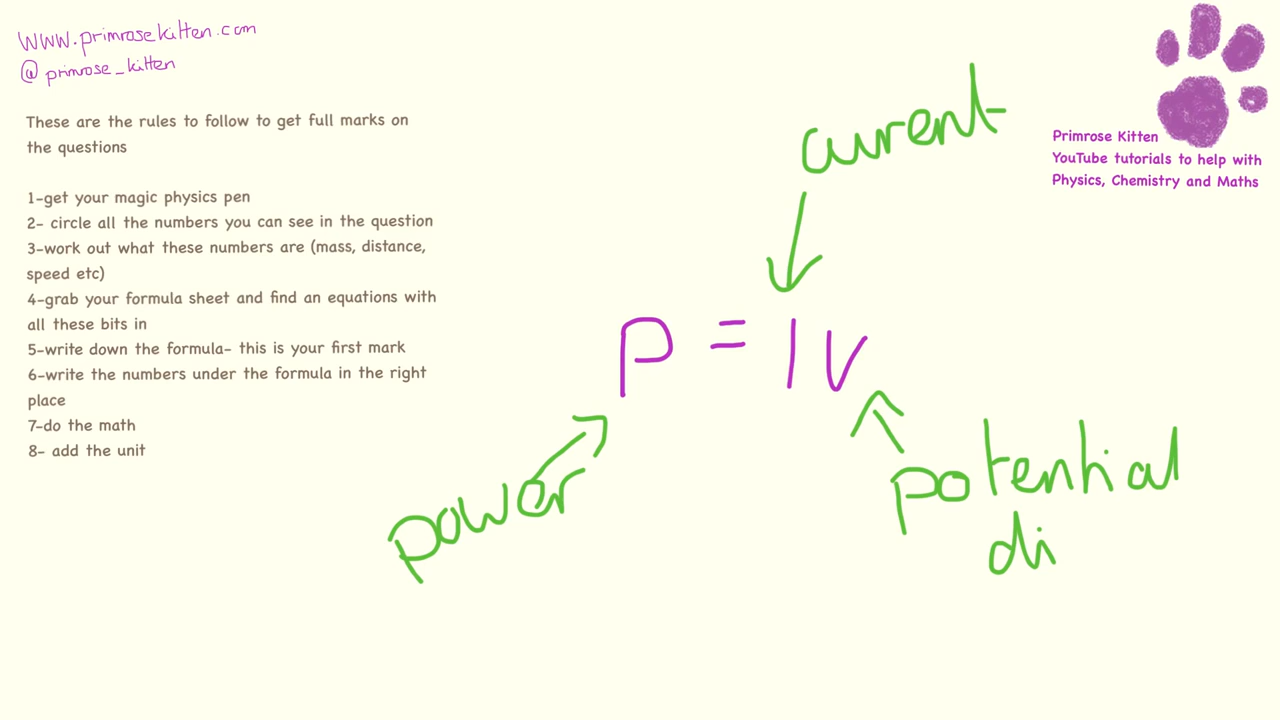 www.primrosekitten.com
@primrose_kitten
These are the rules to follow to get full marks on
the questions
1-get your magic physics pen
2- circle all the numbers you can see in the question
3-work out what these numbers are (mass, distance,
speed etc)
4-grab your formula sheet and find an equations with
all these bits in
5-write down the formula- this is your first mark
6-write the numbers under the formula in the right
place
7-do the math
8- add the unit
Primrose Kitten
YouTube tutorials to help with
Physics, Chemistry and Maths
current
P = IV
power
potential
di